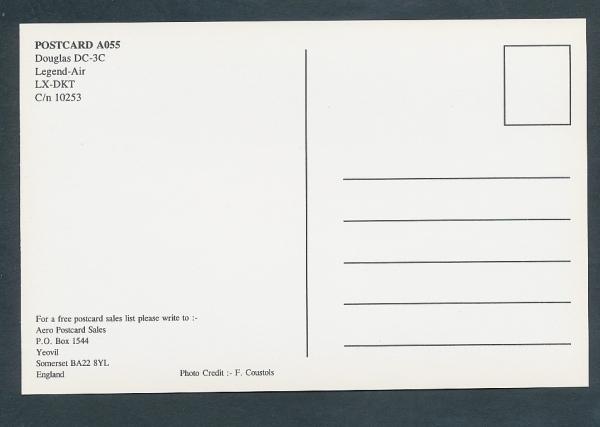 POSTCARD A055
Douglas DC-3C
Legend-Air
LX-DKT
C/n 10253
For a free postcard sales list please write to :-
Aero Postcard Sales
P.O. Box 1544
Yeovil
Somerset BA22 8YL
England
Photo Credit :- F. Coustols